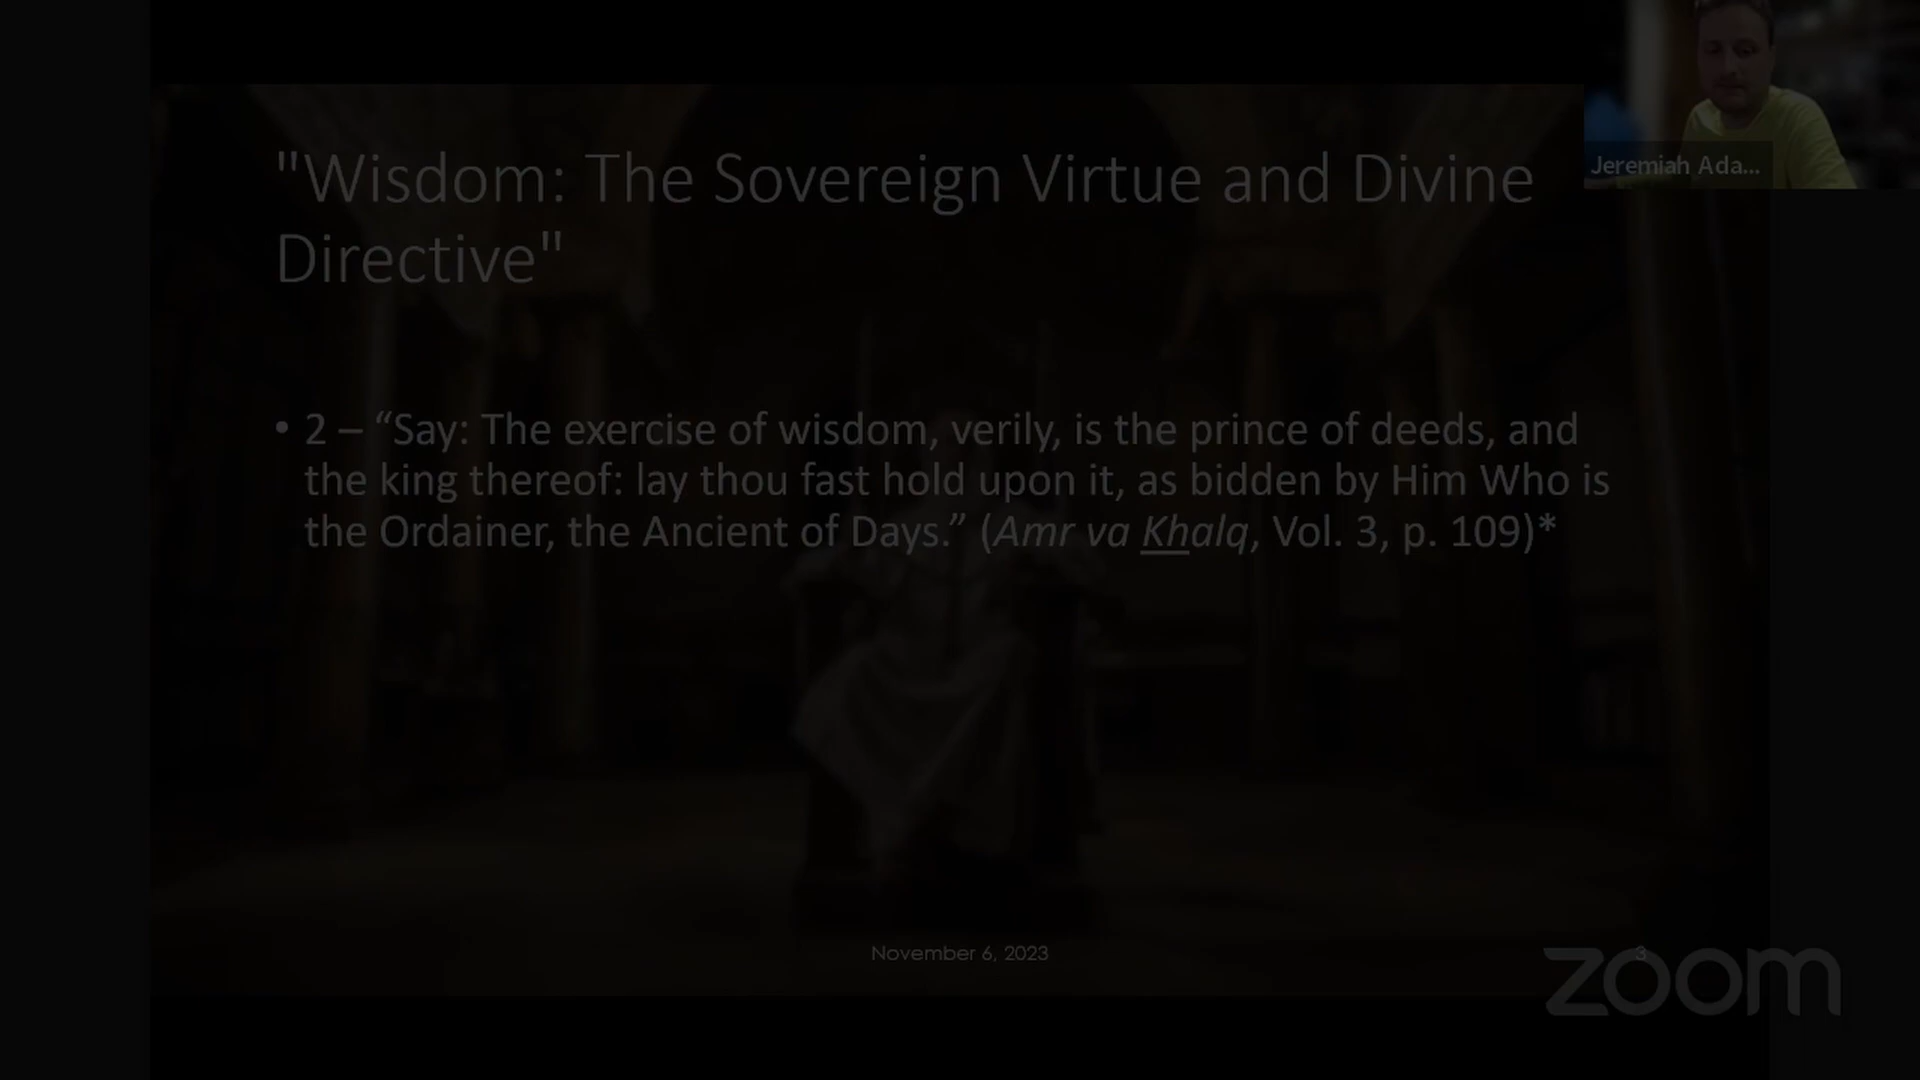 "Wisdom: The Sovereign Virtue and Divine
Directive"
Jeremiah Ada...
• 2 – “Say: The exercise of wisdom, verily, is the prince of deeds, and
the king thereof: lay thou fast hold upon it, as bidden by Him Who is
the Ordainer, the Ancient of Days.” (Amr va Khalq, Vol. 3, p. 109)*
November 6, 2023
3
zoom